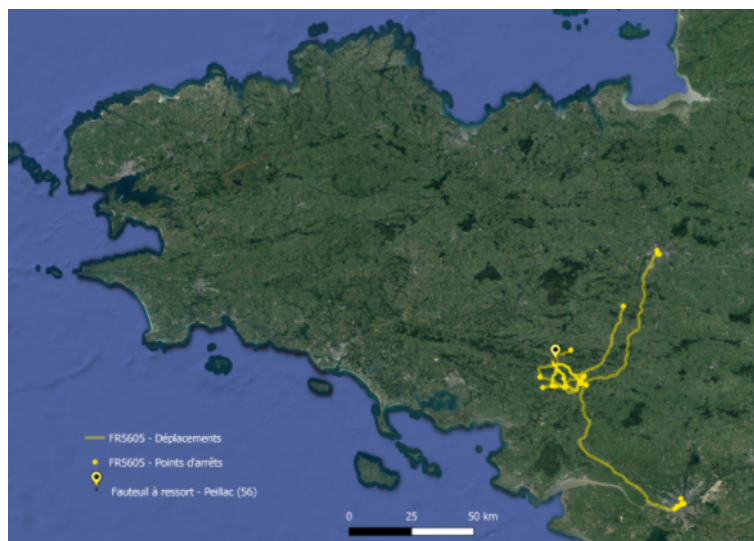 FR5605 - Déplacements
FR5605 - Points d'arrêts
Fauteuil à ressort - Peillac (56)
0 25 50 km